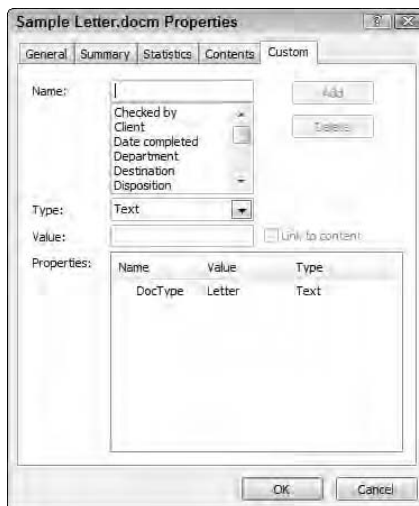 Sample Letter.docm Properties
General Summary Statistics Contents Custom
Name:
Add
Checked by
Client
Date completed
Department
Destination
Disposition
Delete
Type: Text
Value: Link to content
Properties:
Name Value Type
DocType Letter Text
OK Cancel